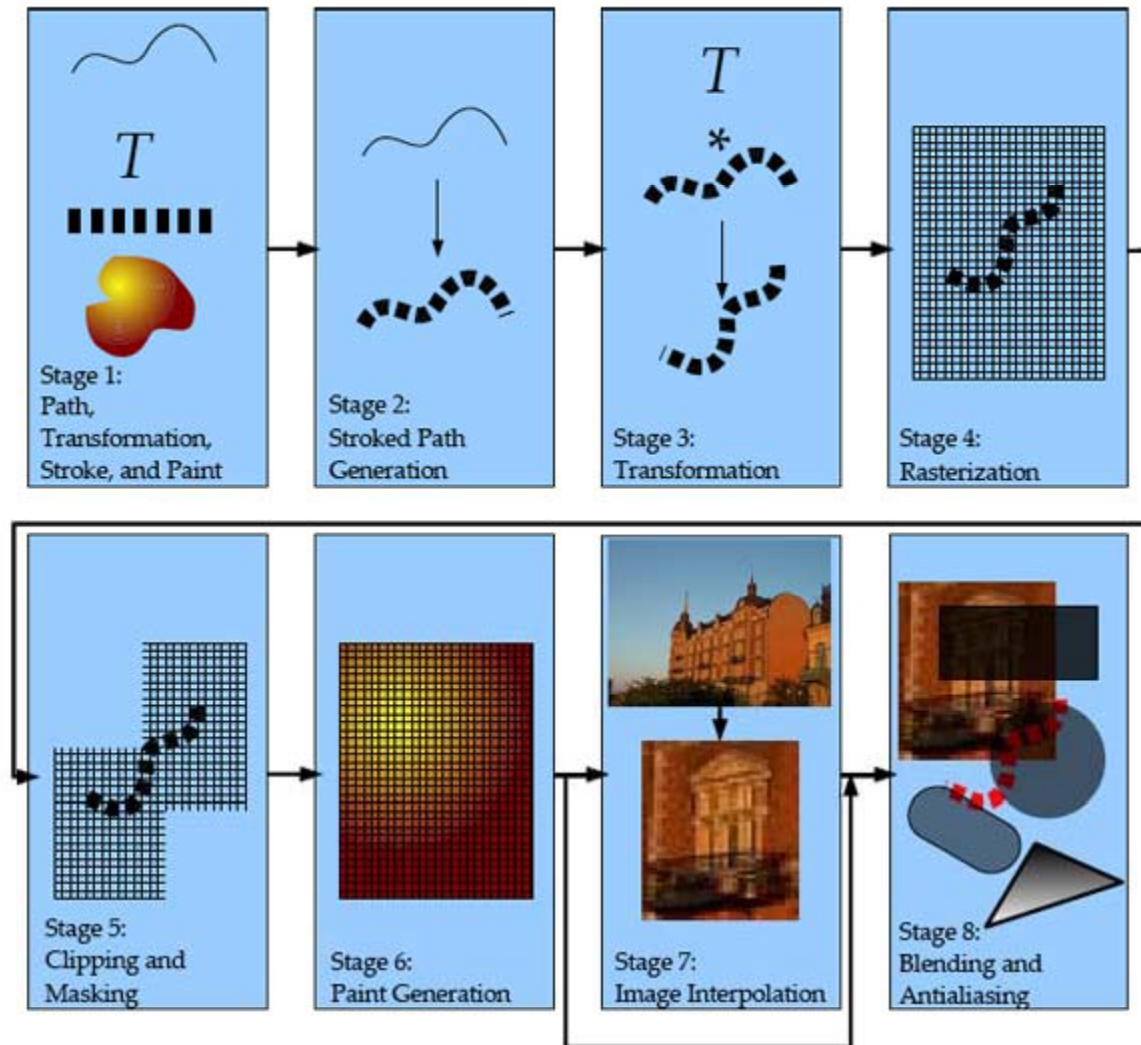 T
Stage 1:
Path,
Transformation,
Stroke, and Paint
Stage 2:
Stroked Path
Generation
T
*
Stage 3:
Transformation
Stage 4:
Rasterization
Stage 5:
Clipping and
Masking
Stage 6:
Paint Generation
Stage 7:
Image Interpolation
Stage 8:
Blending and
Antialiasing